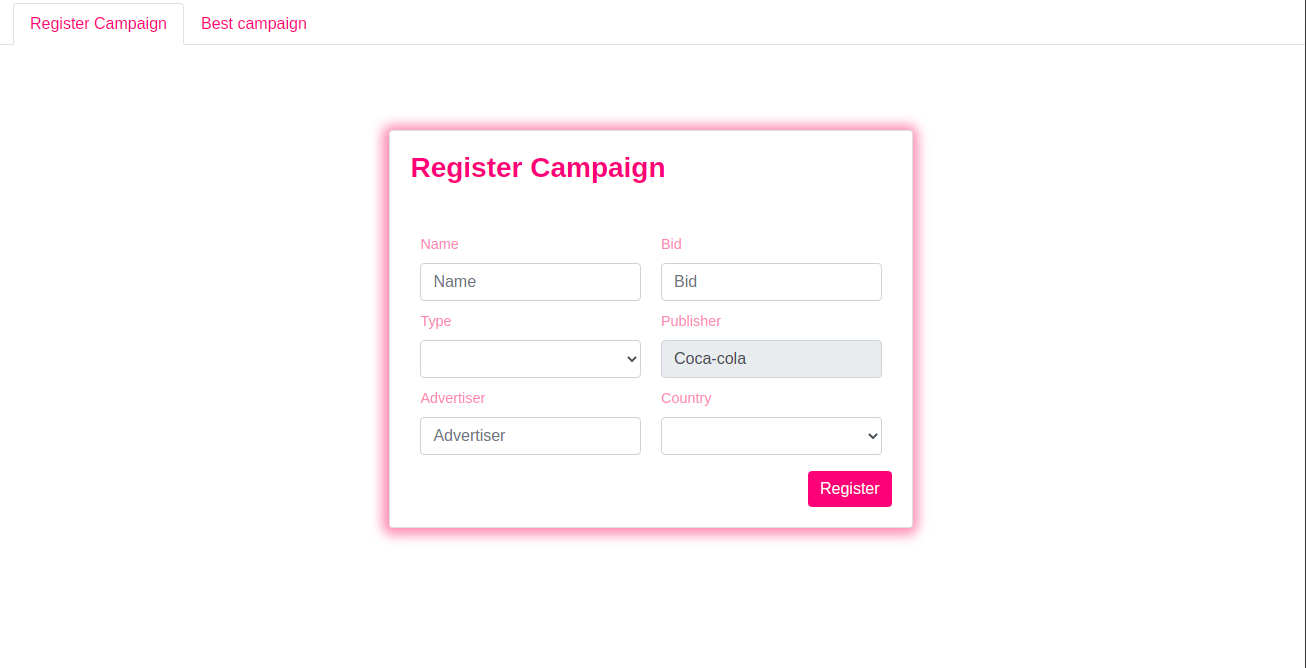 Register Campaign
Best campaign
Register Campaign
Name
Bid
Name
Bid
Type
Publisher
Coca-cola
Advertiser
Country
Advertiser
Register